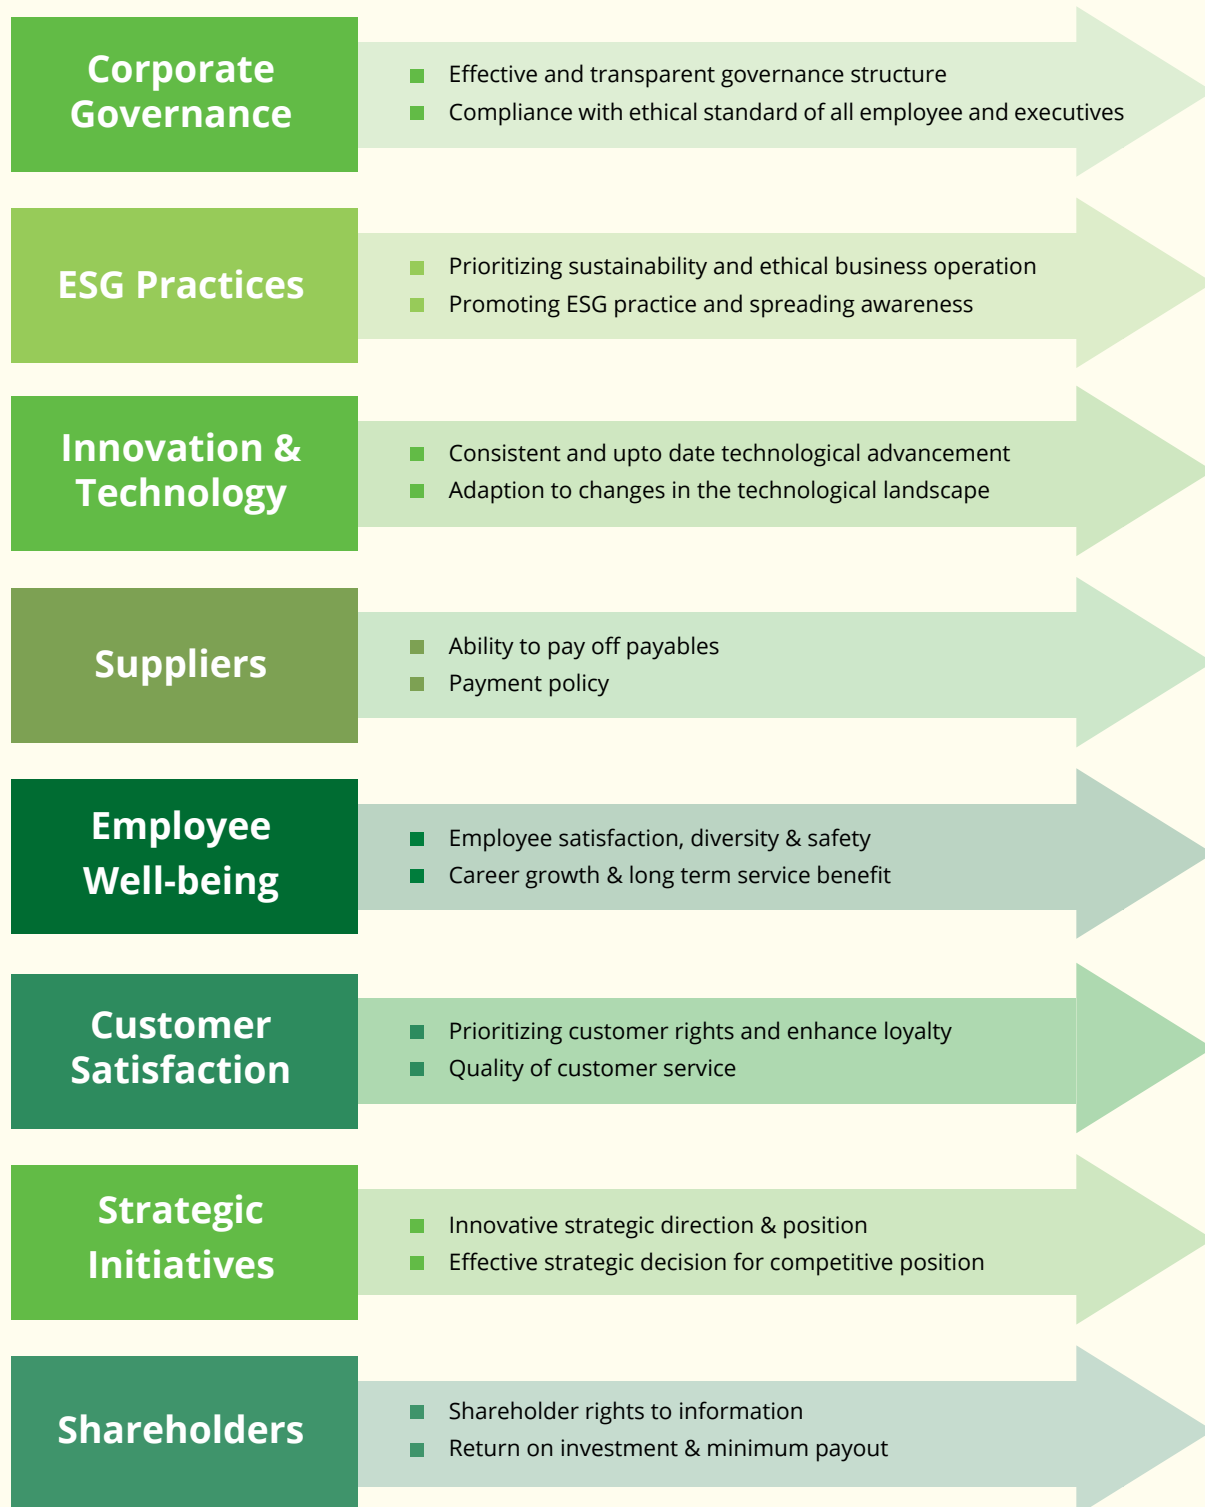 Corporate
Governance
Effective and transparent governance structure
Compliance with ethical standard of all employee and executives
ESG Practices
Prioritizing sustainability and ethical business operation
Promoting ESG practice and spreading awareness
Innovation &
Technology
Consistent and upto date technological advancement
Adaption to changes in the technological landscape
Suppliers
Ability to pay off payables
Payment policy
Employee
Well-being
Employee satisfaction, diversity & safety
Career growth & long term service benefit
Customer
Satisfaction
Prioritizing customer rights and enhance loyalty
Quality of customer service
Strategic
Initiatives
Innovative strategic direction & position
Effective strategic decision for competitive position
Shareholders
Shareholder rights to information
Return on investment & minimum payout